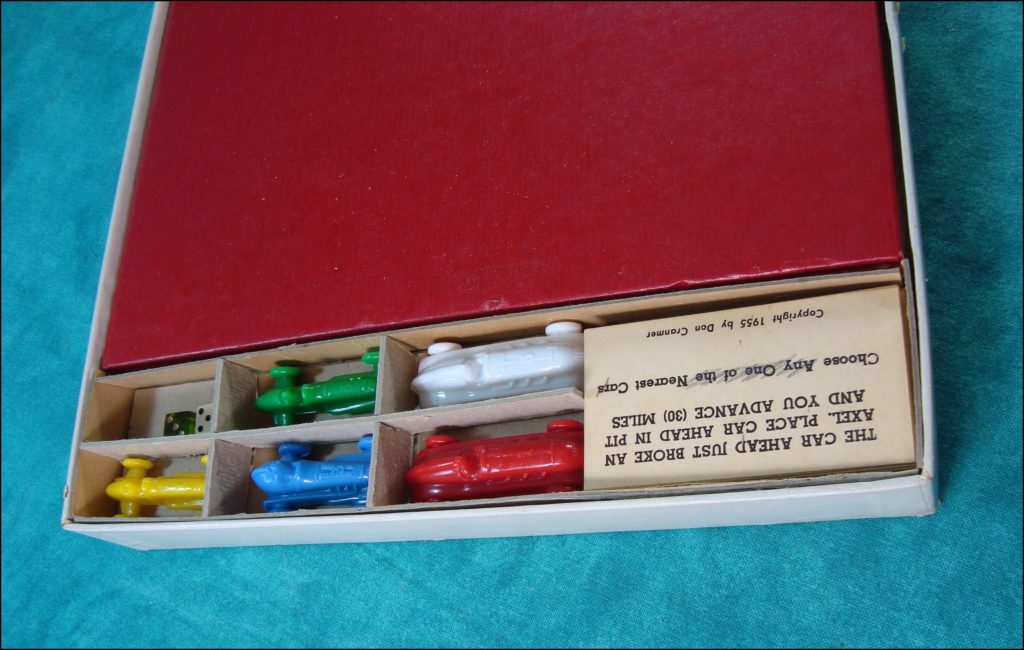 THE CAR AHEAD JUST BROKE AN
AXEL. PLACE CAR AHEAD IN PIT
AND YOU ADVANCE (30) MILES
Choose Any One of the Nearest Cars
Copyright 1955 by Don Cranmer